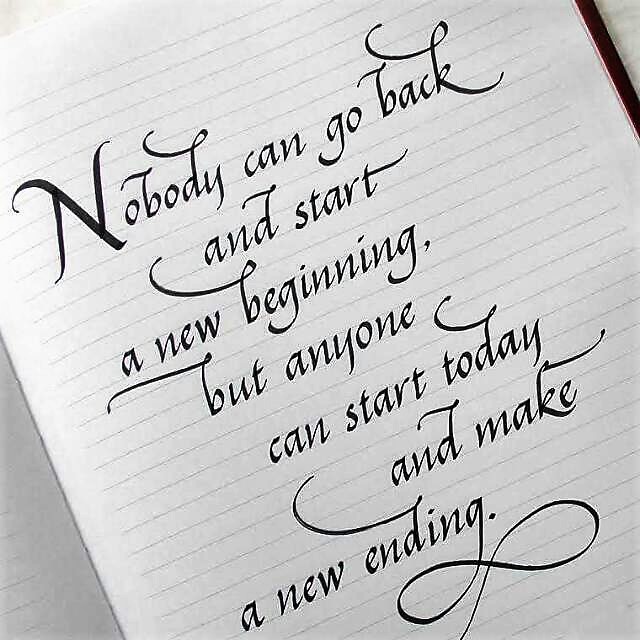 Nobody can go back
and start
a new beginning,
but anyone
can start today
and make
a new ending.